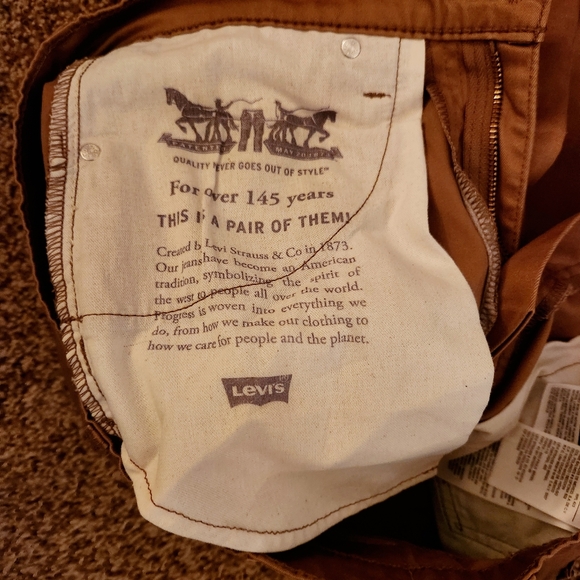 PATENTED MAY 20 1873
QUALITY NEVER GOES OUT OF STYLE™
For over 145 years
THIS IS A PAIR OF THEM!
Created by Levi Strauss & Co in 1873.
Our jeans have become an American
tradition, symbolizing the spirit of
the west to people all over the world.
Progress is woven into everything we
do, from how we make our clothing to
how we care for people and the planet.
LEVI'S